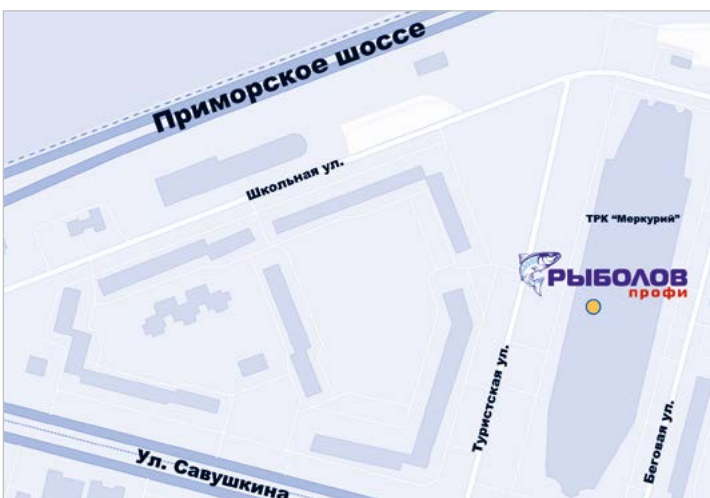 Приморское шоссе
Школьная ул.
ТРК "Меркурий"
РЫБОЛОВ
профи
Туристская ул.
Беговая ул.
Ул. Савушкина